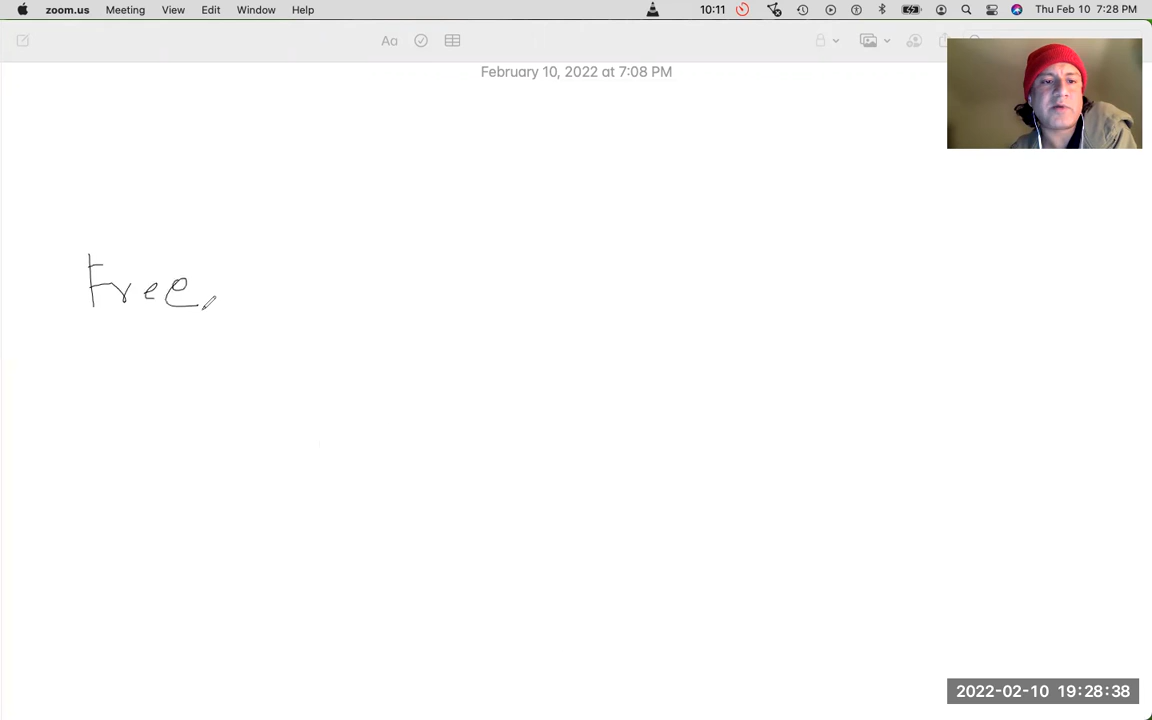 zoom.us Meeting View Edit Window Help 10:11 Thu Feb 10 7:28 PM
Aa
February 10, 2022 at 7:08 PM
Free
2022-02-10 19:28:38